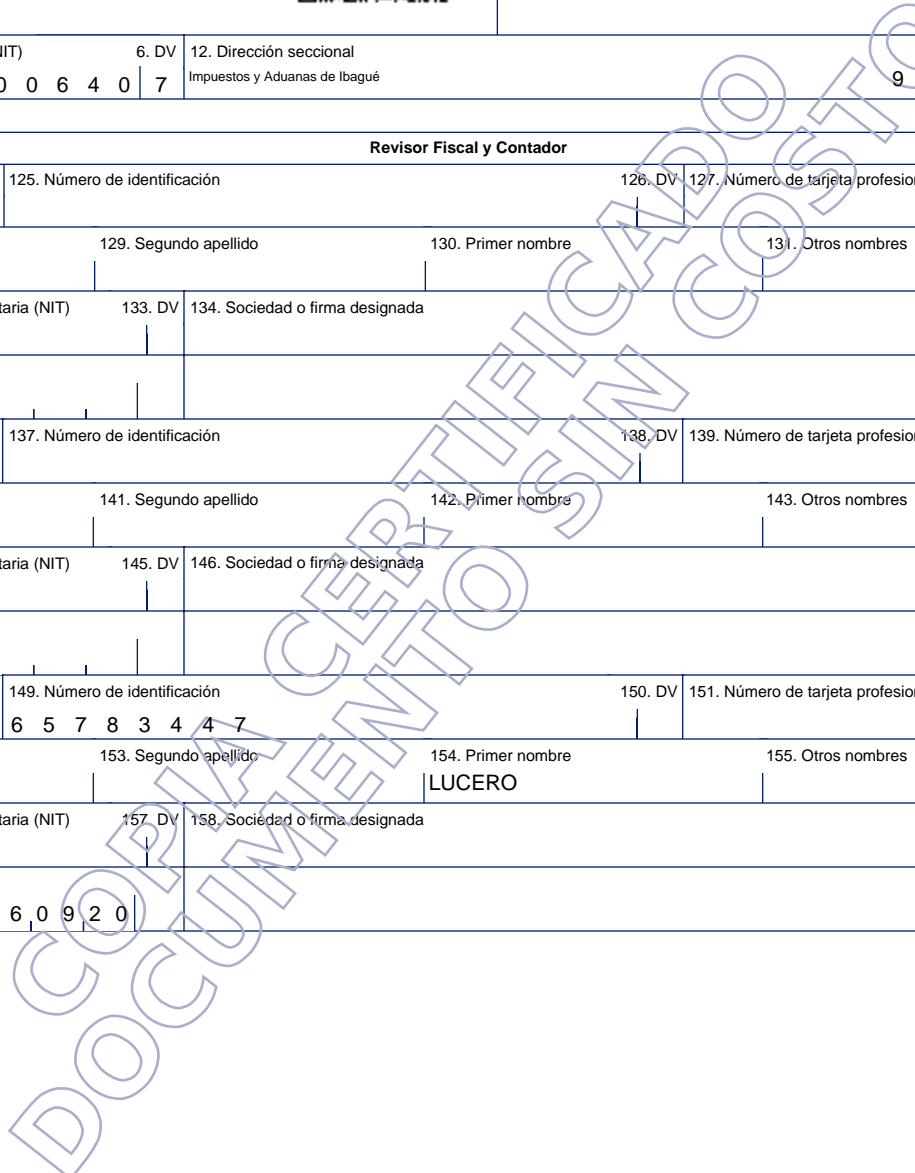 NIT) 6. DV 12. Dirección seccional
0 0 6 4 0 7 Impuestos y Aduanas de Ibagué 9
Revisor Fiscal y Contador
125. Número de identificación 126. DV 127. Número de tarjeta profesion
129. Segundo apellido 130. Primer nombre 131. Otros nombres
taria (NIT) 133. DV 134. Sociedad o firma designada
137. Número de identificación 138. DV 139. Número de tarjeta profesion
141. Segundo apellido 142. Primer nombre 143. Otros nombres
taria (NIT) 145. DV 146. Sociedad o firma designada
149. Número de identificación 150. DV 151. Número de tarjeta profesion
6 5 7 8 3 4 4 7
153. Segundo apellido 154. Primer nombre 155. Otros nombres
LUCERO
taria (NIT) 157. DV 158. Sociedad o firma designada
6 0 9 2 0
COPIA CERTIFICADO
DOCUMENTO SIN COSTO